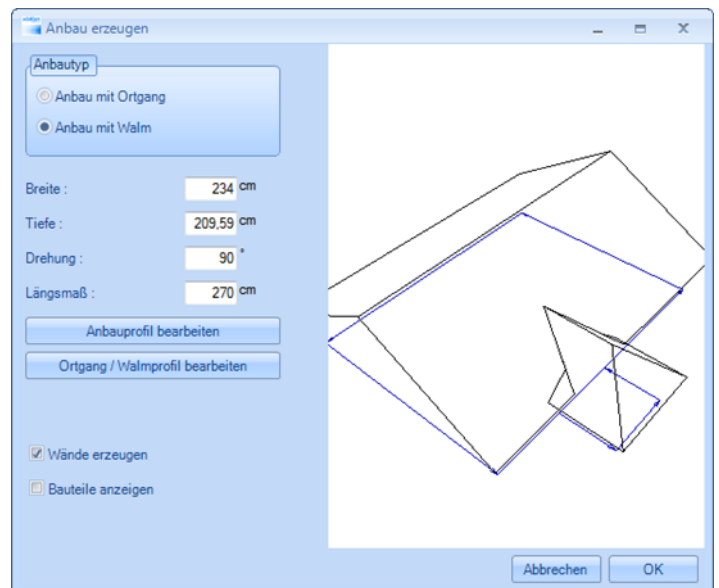 Anbau erzeugen
Anbautyp
Anbau mit Ortgang
Anbau mit Walm
Breite : 234 cm
Tiefe : 209,59 cm
Drehung : 90 °
Längsmaß : 270 cm
Anbauprofil bearbeiten
Ortgang / Walmprofil bearbeiten
Wände erzeugen
Bauteile anzeigen
Abbrechen OK